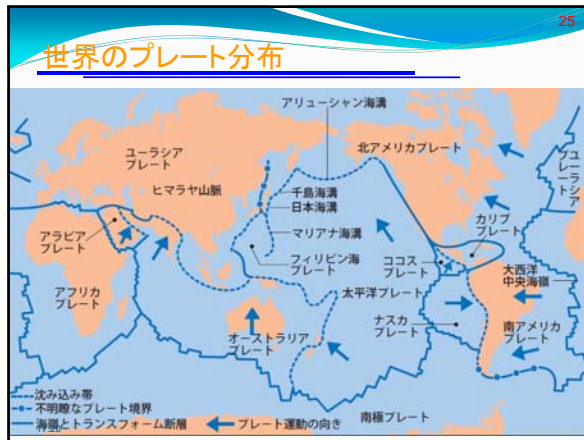 25
世界のプレート分布
アリューシャン海溝
ユーラシア
プレート
北アメリカプレート
ユーラシア
プレート
ヒマラヤ山脈
千島海溝
日本海溝
マリアナ海溝
カリブ
プレート
アラビア
プレート
フィリピン海
プレート
ココス
プレート
大西洋
中央海嶺
アフリカ
プレート
太平洋プレート
ナスカ
プレート
オーストラリア
プレート
南アメリカ
プレート
沈み込み帯
不明瞭なプレート境界
海嶺とトランスフォーム断層
プレート運動の向き
南極プレート